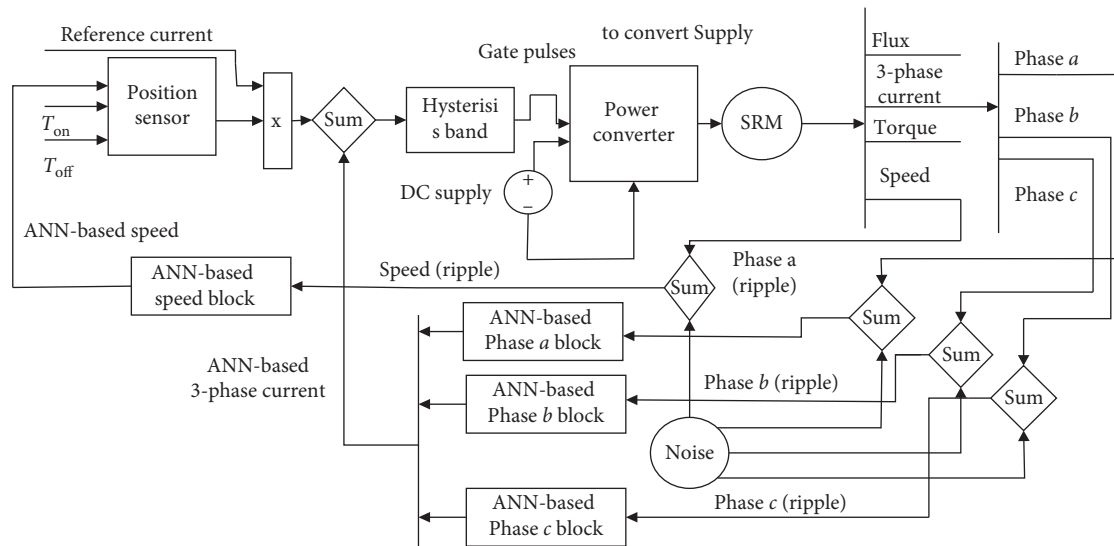 Reference current
Position
sensor
T_on
T_off
x
Sum
Gate pulses
Hysterisi
s band
to convert Supply
Power
converter
DC supply
+
−
SRM
Flux
3-phase
current
Torque
Speed
Phase a
Phase b
Phase c
ANN-based speed
ANN-based
speed block
Speed (ripple)
Sum
Phase a
(ripple)
Sum
Sum
Sum
ANN-based
3-phase current
ANN-based
Phase a block
ANN-based
Phase b block
Phase b (ripple)
Noise
ANN-based
Phase c block
Phase c (ripple)